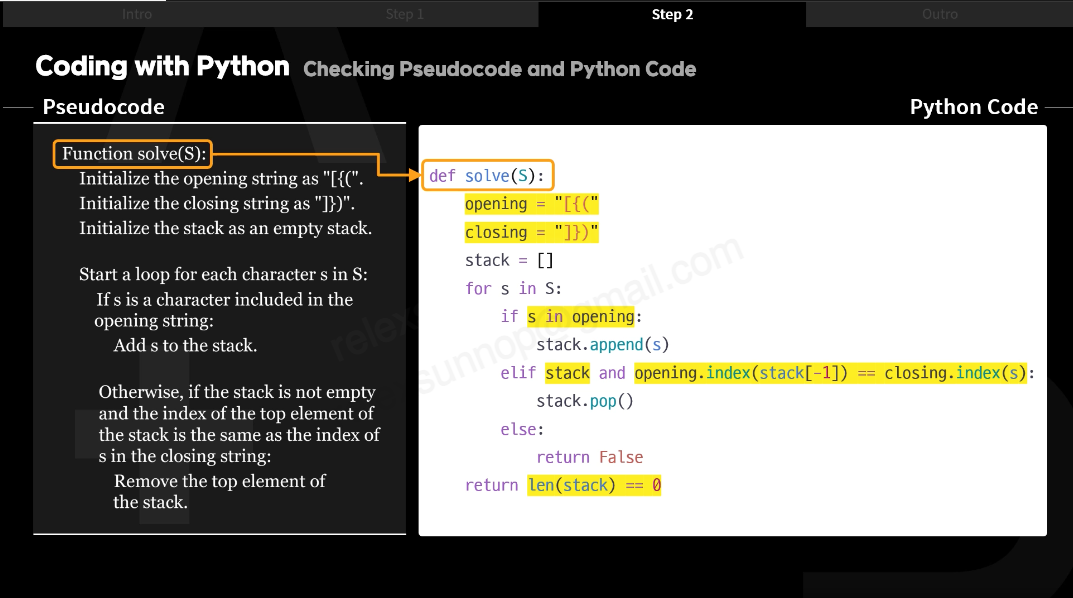 Intro
Step 1
Step 2
Outro
Coding with Python
Checking Pseudocode and Python Code
Pseudocode
Python Code
Function solve(S):
Initialize the opening string as "[{(".
Initialize the closing string as "]})".
Initialize the stack as an empty stack.
Start a loop for each character s in S:
If s is a character included in the
opening string:
Add s to the stack.
Otherwise, if the stack is not empty
and the index of the top element of
the stack is the same as the index of
s in the closing string:
Remove the top element of
the stack.
def solve(S):
opening = "[{("
closing = "]})"
stack = []
for s in S:
if s in opening:
stack.append(s)
elif stack and opening.index(stack[-1]) == closing.index(s):
stack.pop()
else:
return False
return len(stack) == 0